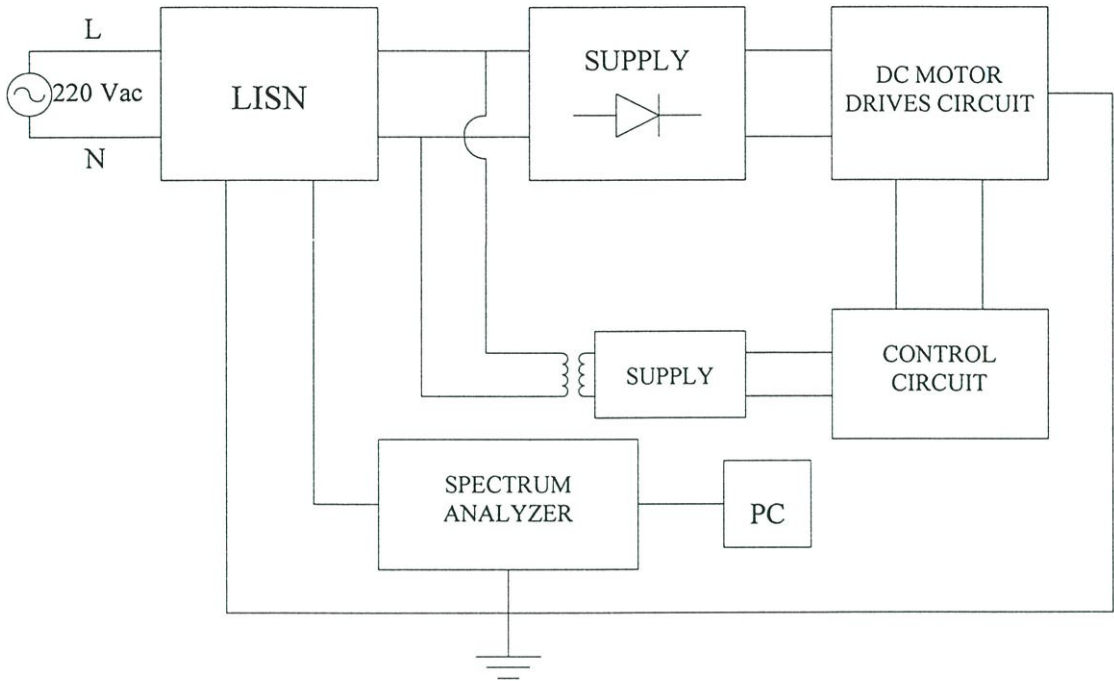 L
220 Vac
N
LISN
SUPPLY
DC MOTOR
DRIVES CIRCUIT
SUPPLY
CONTROL
CIRCUIT
SPECTRUM
ANALYZER
PC